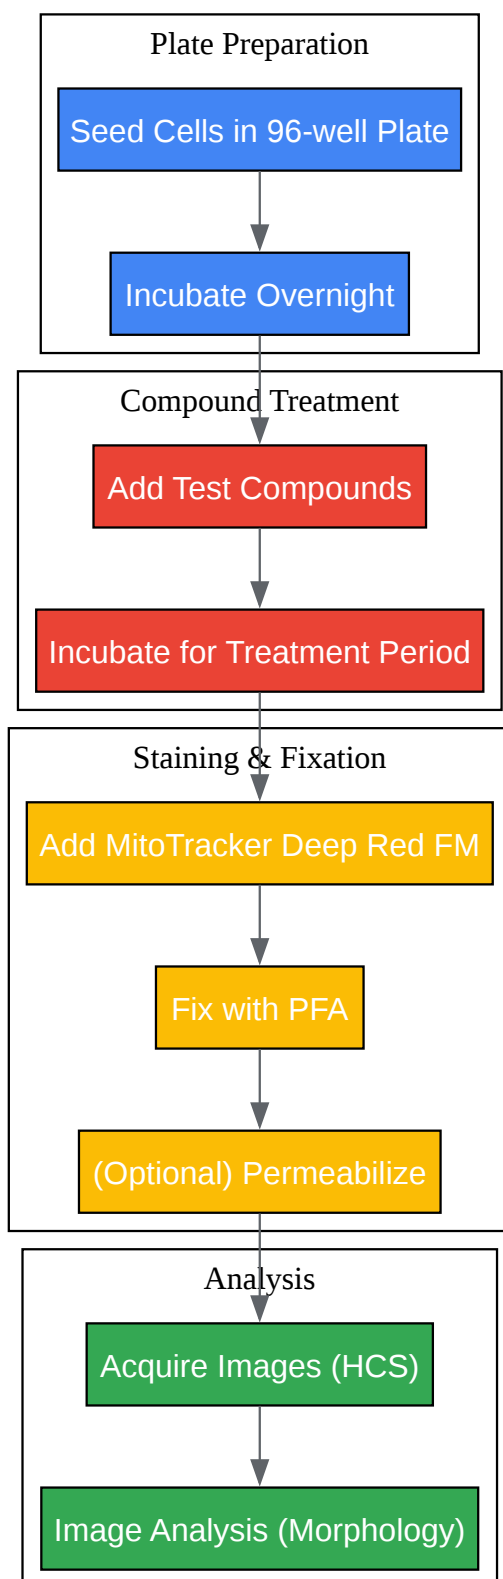 Plate Preparation
Seed Cells in 96-well Plate
Incubate Overnight
Compound Treatment
Add Test Compounds
Incubate for Treatment Period
Staining & Fixation
Add MitoTracker Deep Red FM
Fix with PFA
(Optional) Permeabilize
Analysis
Acquire Images (HCS)
Image Analysis (Morphology)